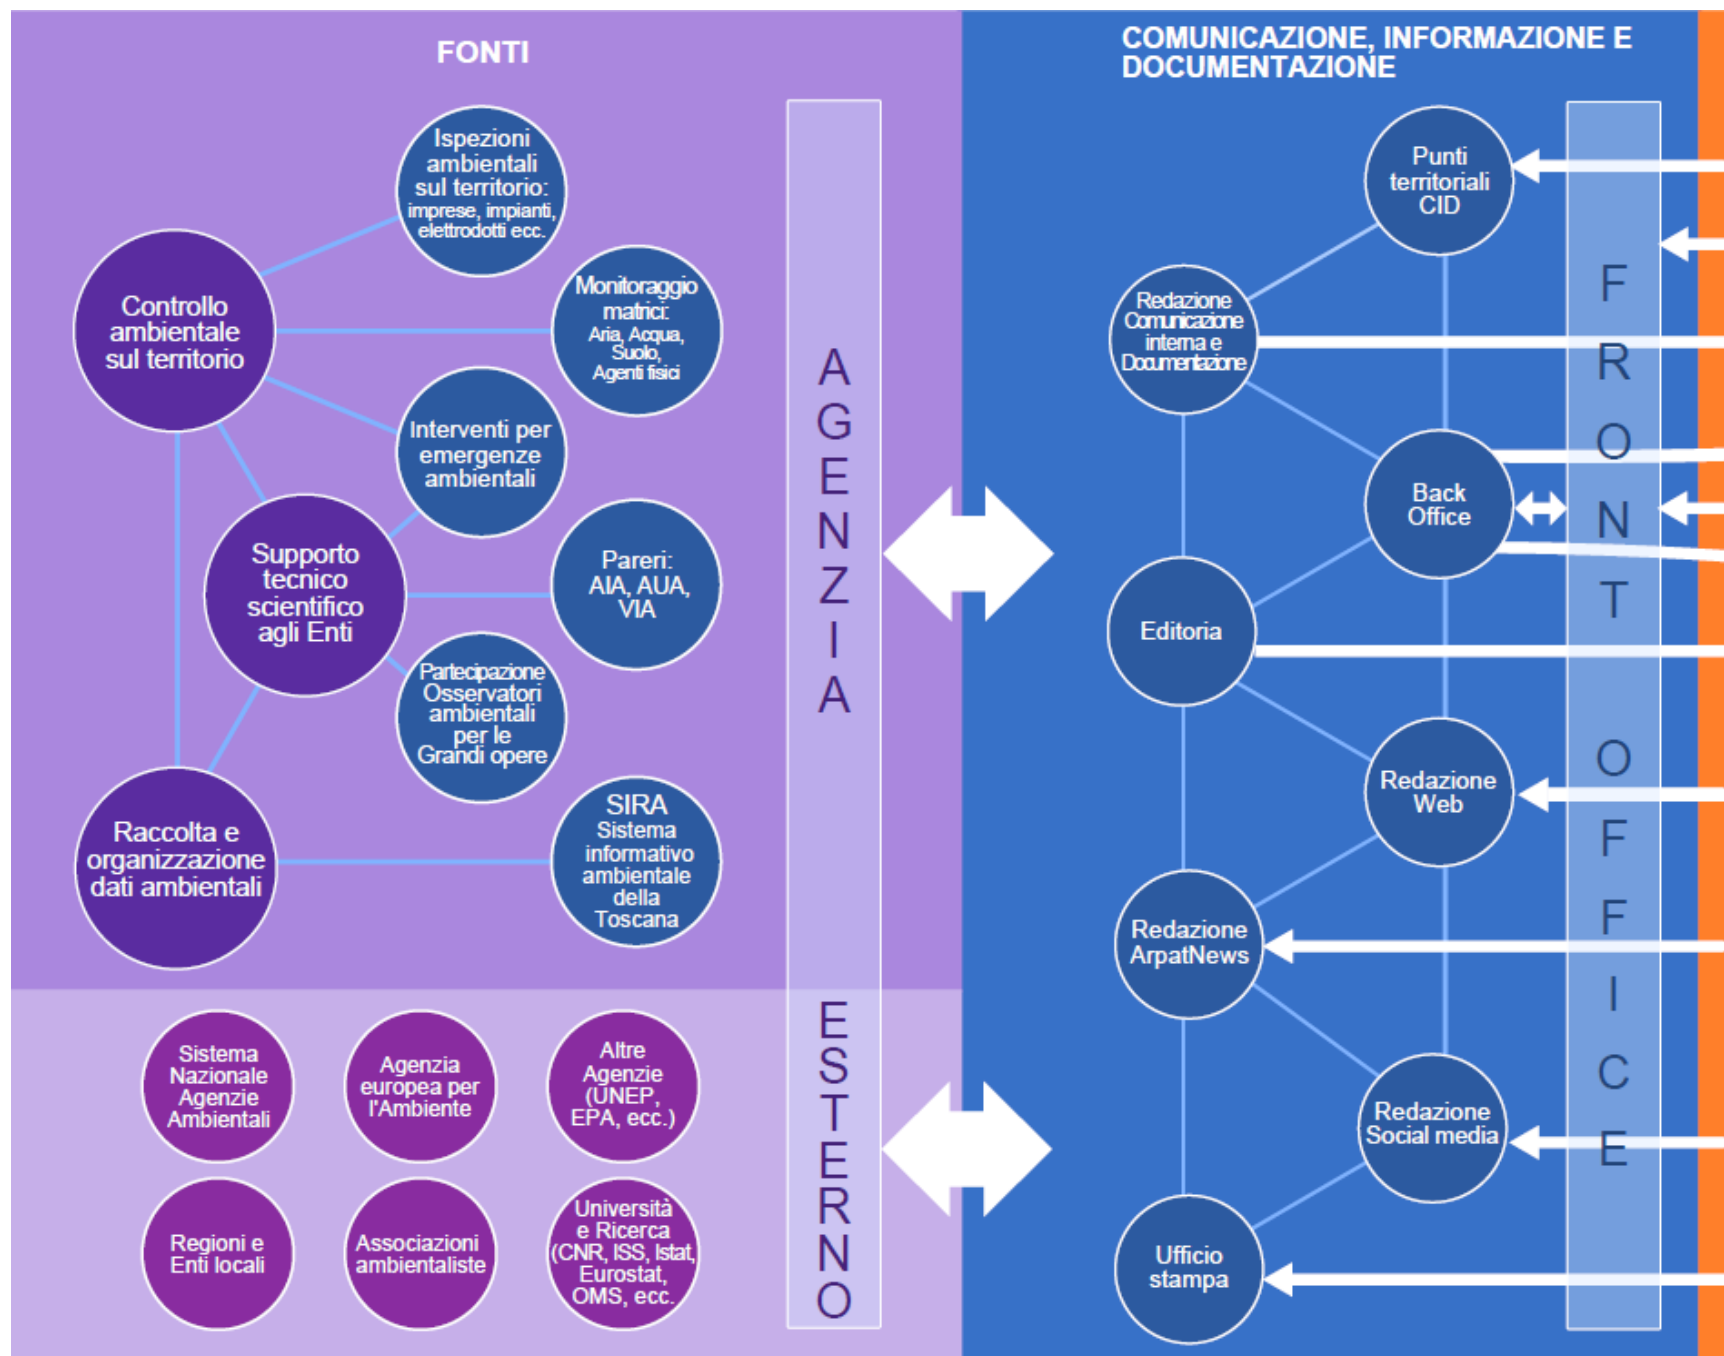 FONTI
Ispezioni
ambientali
sul territorio:
imprese, impianti,
elettrodotti ecc.
Controllo
ambientale
sul territorio
Monitoraggio
matrici:
Aria, Acqua,
Suolo,
Agenti fisici
Interventi per
emergenze
ambientali
Supporto
tecnico
scientifico
agli Enti
Pareri:
AIA, AUA,
VIA
Partecipazione
Osservatori
ambientali
per le
Grandi opere
Raccolta e
organizzazione
dati ambientali
SIRA
Sistema
informativo
ambientale
della
Toscana
AGENZIA
Sistema
Nazionale
Agenzie
Ambientali
Agenzia
europea per
l'Ambiente
Altre
Agenzie
(UNEP,
EPA, ecc.)
Regioni e
Enti locali
Associazioni
ambientaliste
Università
e Ricerca
(CNR, ISS, Istat,
Eurostat,
OMS, ecc.
ESTERNO
COMUNICAZIONE, INFORMAZIONE E
DOCUMENTAZIONE
Punti
territoriali
CID
Redazione
Comunicazione
interna e
Documentazione
Back
Office
Editoria
Redazione
Web
Redazione
ArpatNews
Redazione
Social media
Ufficio
stampa
FRONT OFFICE